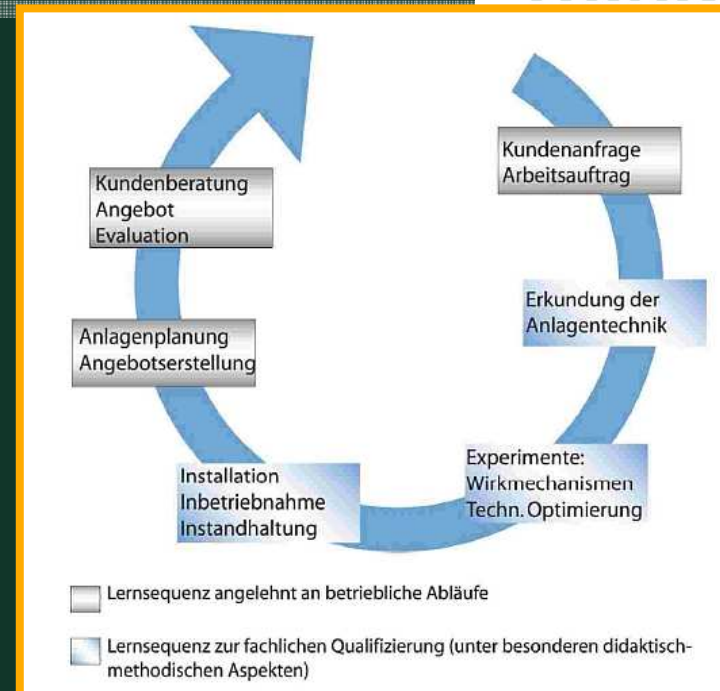 Kundenanfrage
Arbeitsauftrag
Erkundung der
Anlagentechnik
Experimente:
Wirkmechanismen
Techn. Optimierung
Installation
Inbetriebnahme
Instandhaltung
Anlagenplanung
Angebotserstellung
Kundenberatung
Angebot
Evaluation
Lernsequenz angelehnt an betriebliche Abläufe
Lernsequenz zur fachlichen Qualifizierung (unter besonderen didaktisch-
methodischen Aspekten)